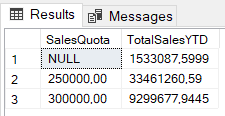 Results Messages
SalesQuota TotalSalesYTD
1 NULL 1533087,5999
2 250000,00 33461260,59
3 300000,00 9299677,9445